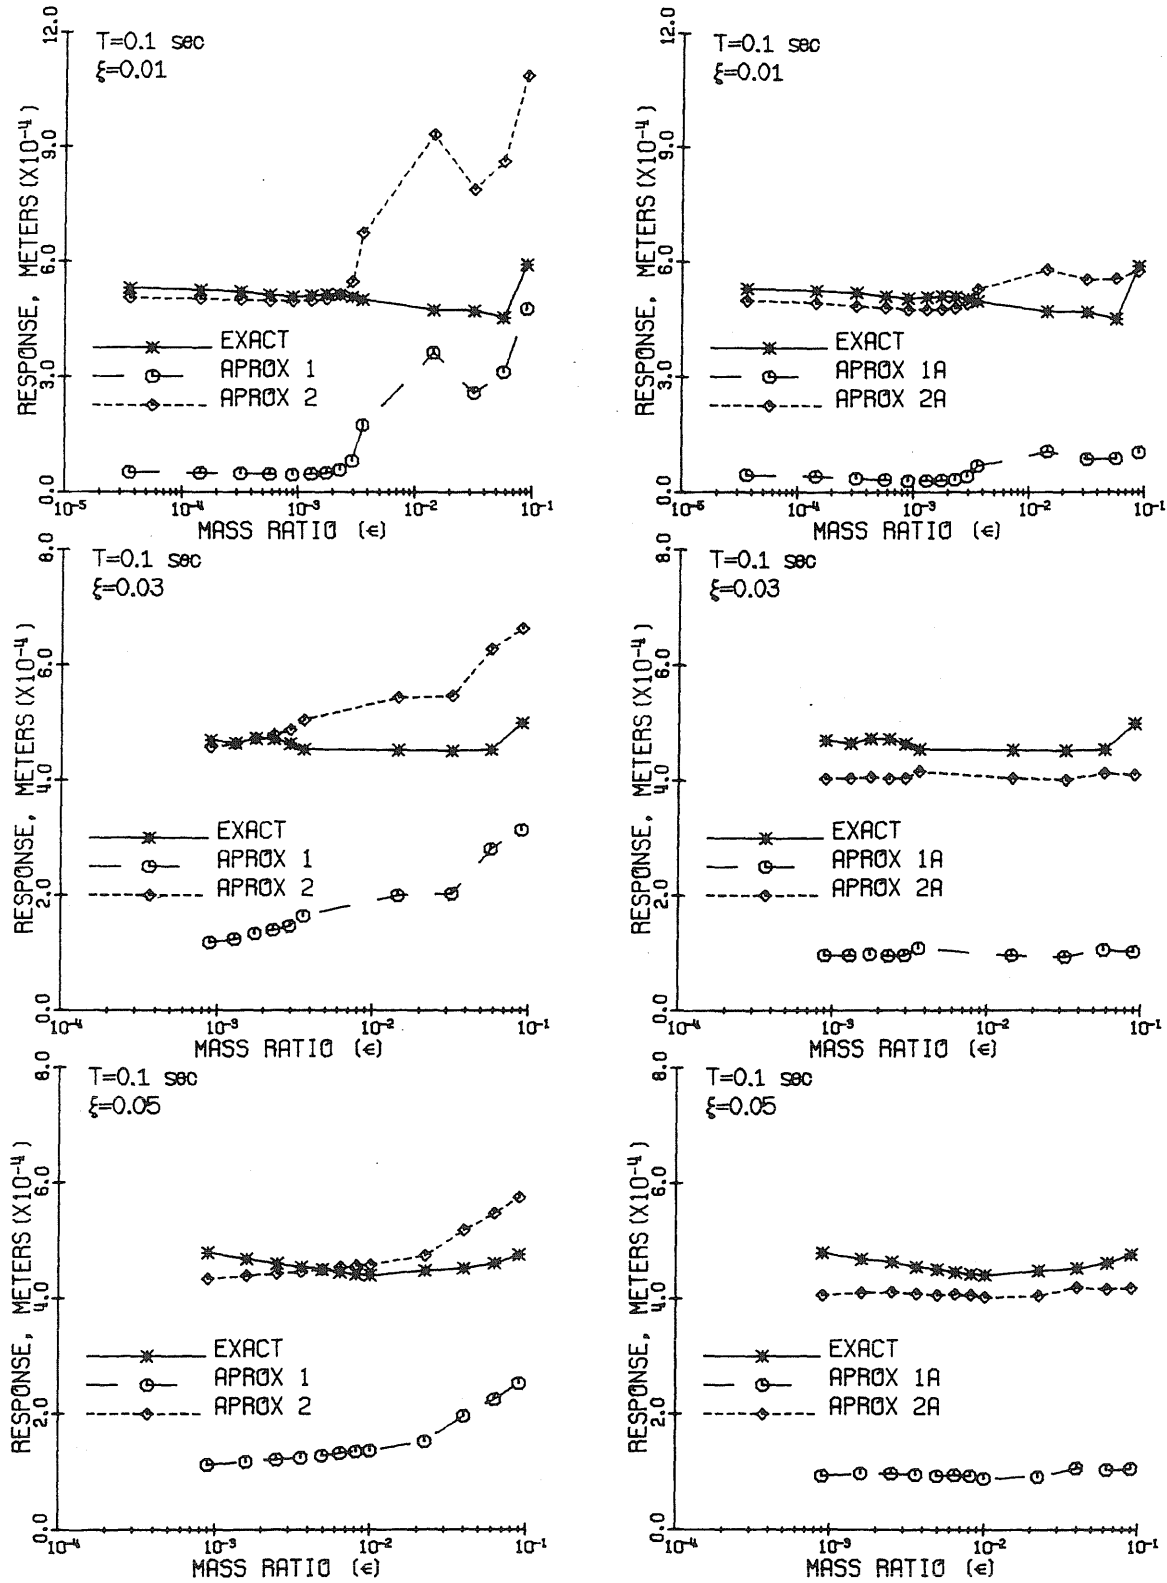 T=0.1 sec
ξ=0.01
RESPONSE, METERS(X10-4)
12.0
9.0
6.0
3.0
0.0
EXACT
APROX 1
APROX 2
10-5
10-4
10-3
10-2
10-1
MASS RATIO (ϵ)
T=0.1 sec
ξ=0.01
RESPONSE, METERS(X10-4)
12.0
9.0
6.0
3.0
0.0
EXACT
APROX 1A
APROX 2A
10-5
10-4
10-3
10-2
10-1
MASS RATIO (ϵ)
T=0.1 sec
ξ=0.03
RESPONSE, METERS(X10-4)
8.0
6.0
4.0
2.0
0.0
EXACT
APROX 1
APROX 2
10-4
10-3
10-2
10-1
MASS RATIO (ϵ)
T=0.1 sec
ξ=0.03
RESPONSE, METERS(X10-4)
8.0
6.0
4.0
2.0
0.0
EXACT
APROX 1A
APROX 2A
10-4
10-3
10-2
10-1
MASS RATIO (ϵ)
T=0.1 sec
ξ=0.05
RESPONSE, METERS(X10-4)
8.0
6.0
4.0
2.0
0.0
EXACT
APROX 1
APROX 2
10-4
10-3
10-2
10-1
MASS RATIO (ϵ)
T=0.1 sec
ξ=0.05
RESPONSE, METERS(X10-4)
8.0
6.0
4.0
2.0
0.0
EXACT
APROX 1A
APROX 2A
10-4
10-3
10-2
10-1
MASS RATIO (ϵ)